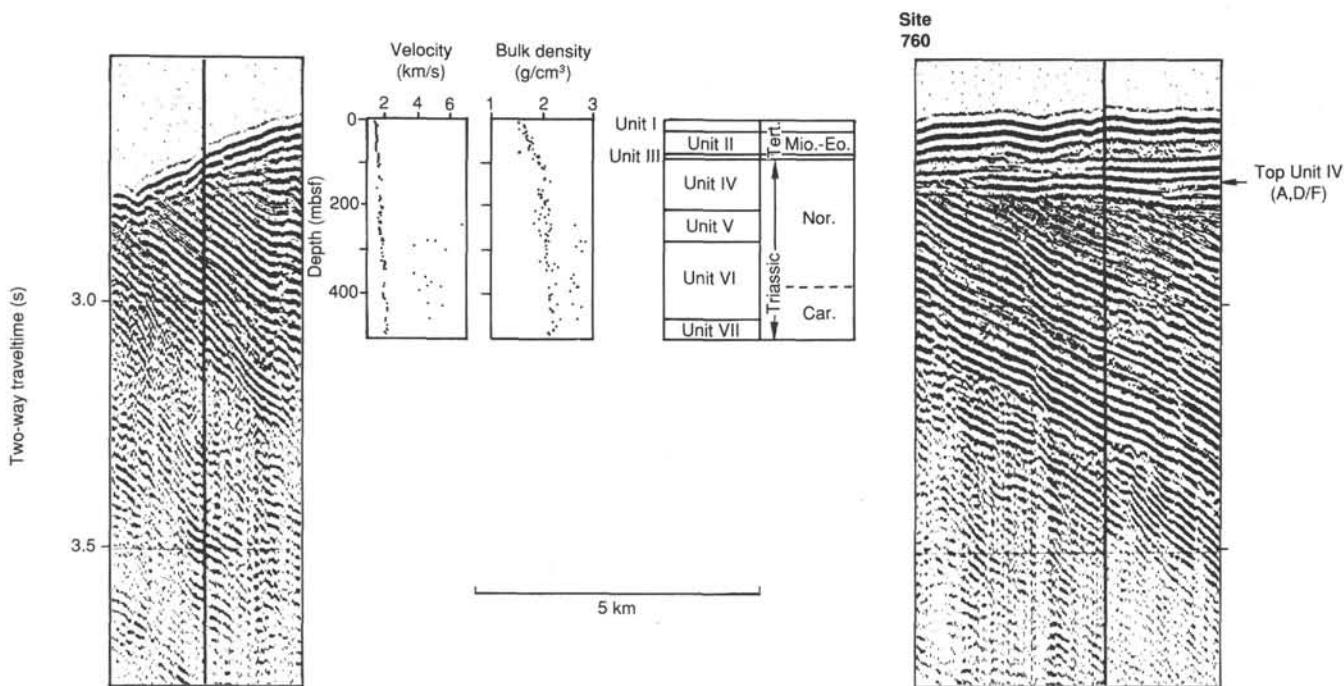 Site
760
Velocity
(km/s)
Bulk density
(g/cm³)
2 4 6
1 2 3
0
200
400
Depth (mbsf)
Unit I
Unit II
Unit III
Unit IV
Unit V
Unit VI
Unit VII
Tert.
Triassic
Mio.-Eo.
Nor.
Car.
Top Unit IV
(A,D/F)
Two-way traveltime (s)
3.0
3.5
5 km